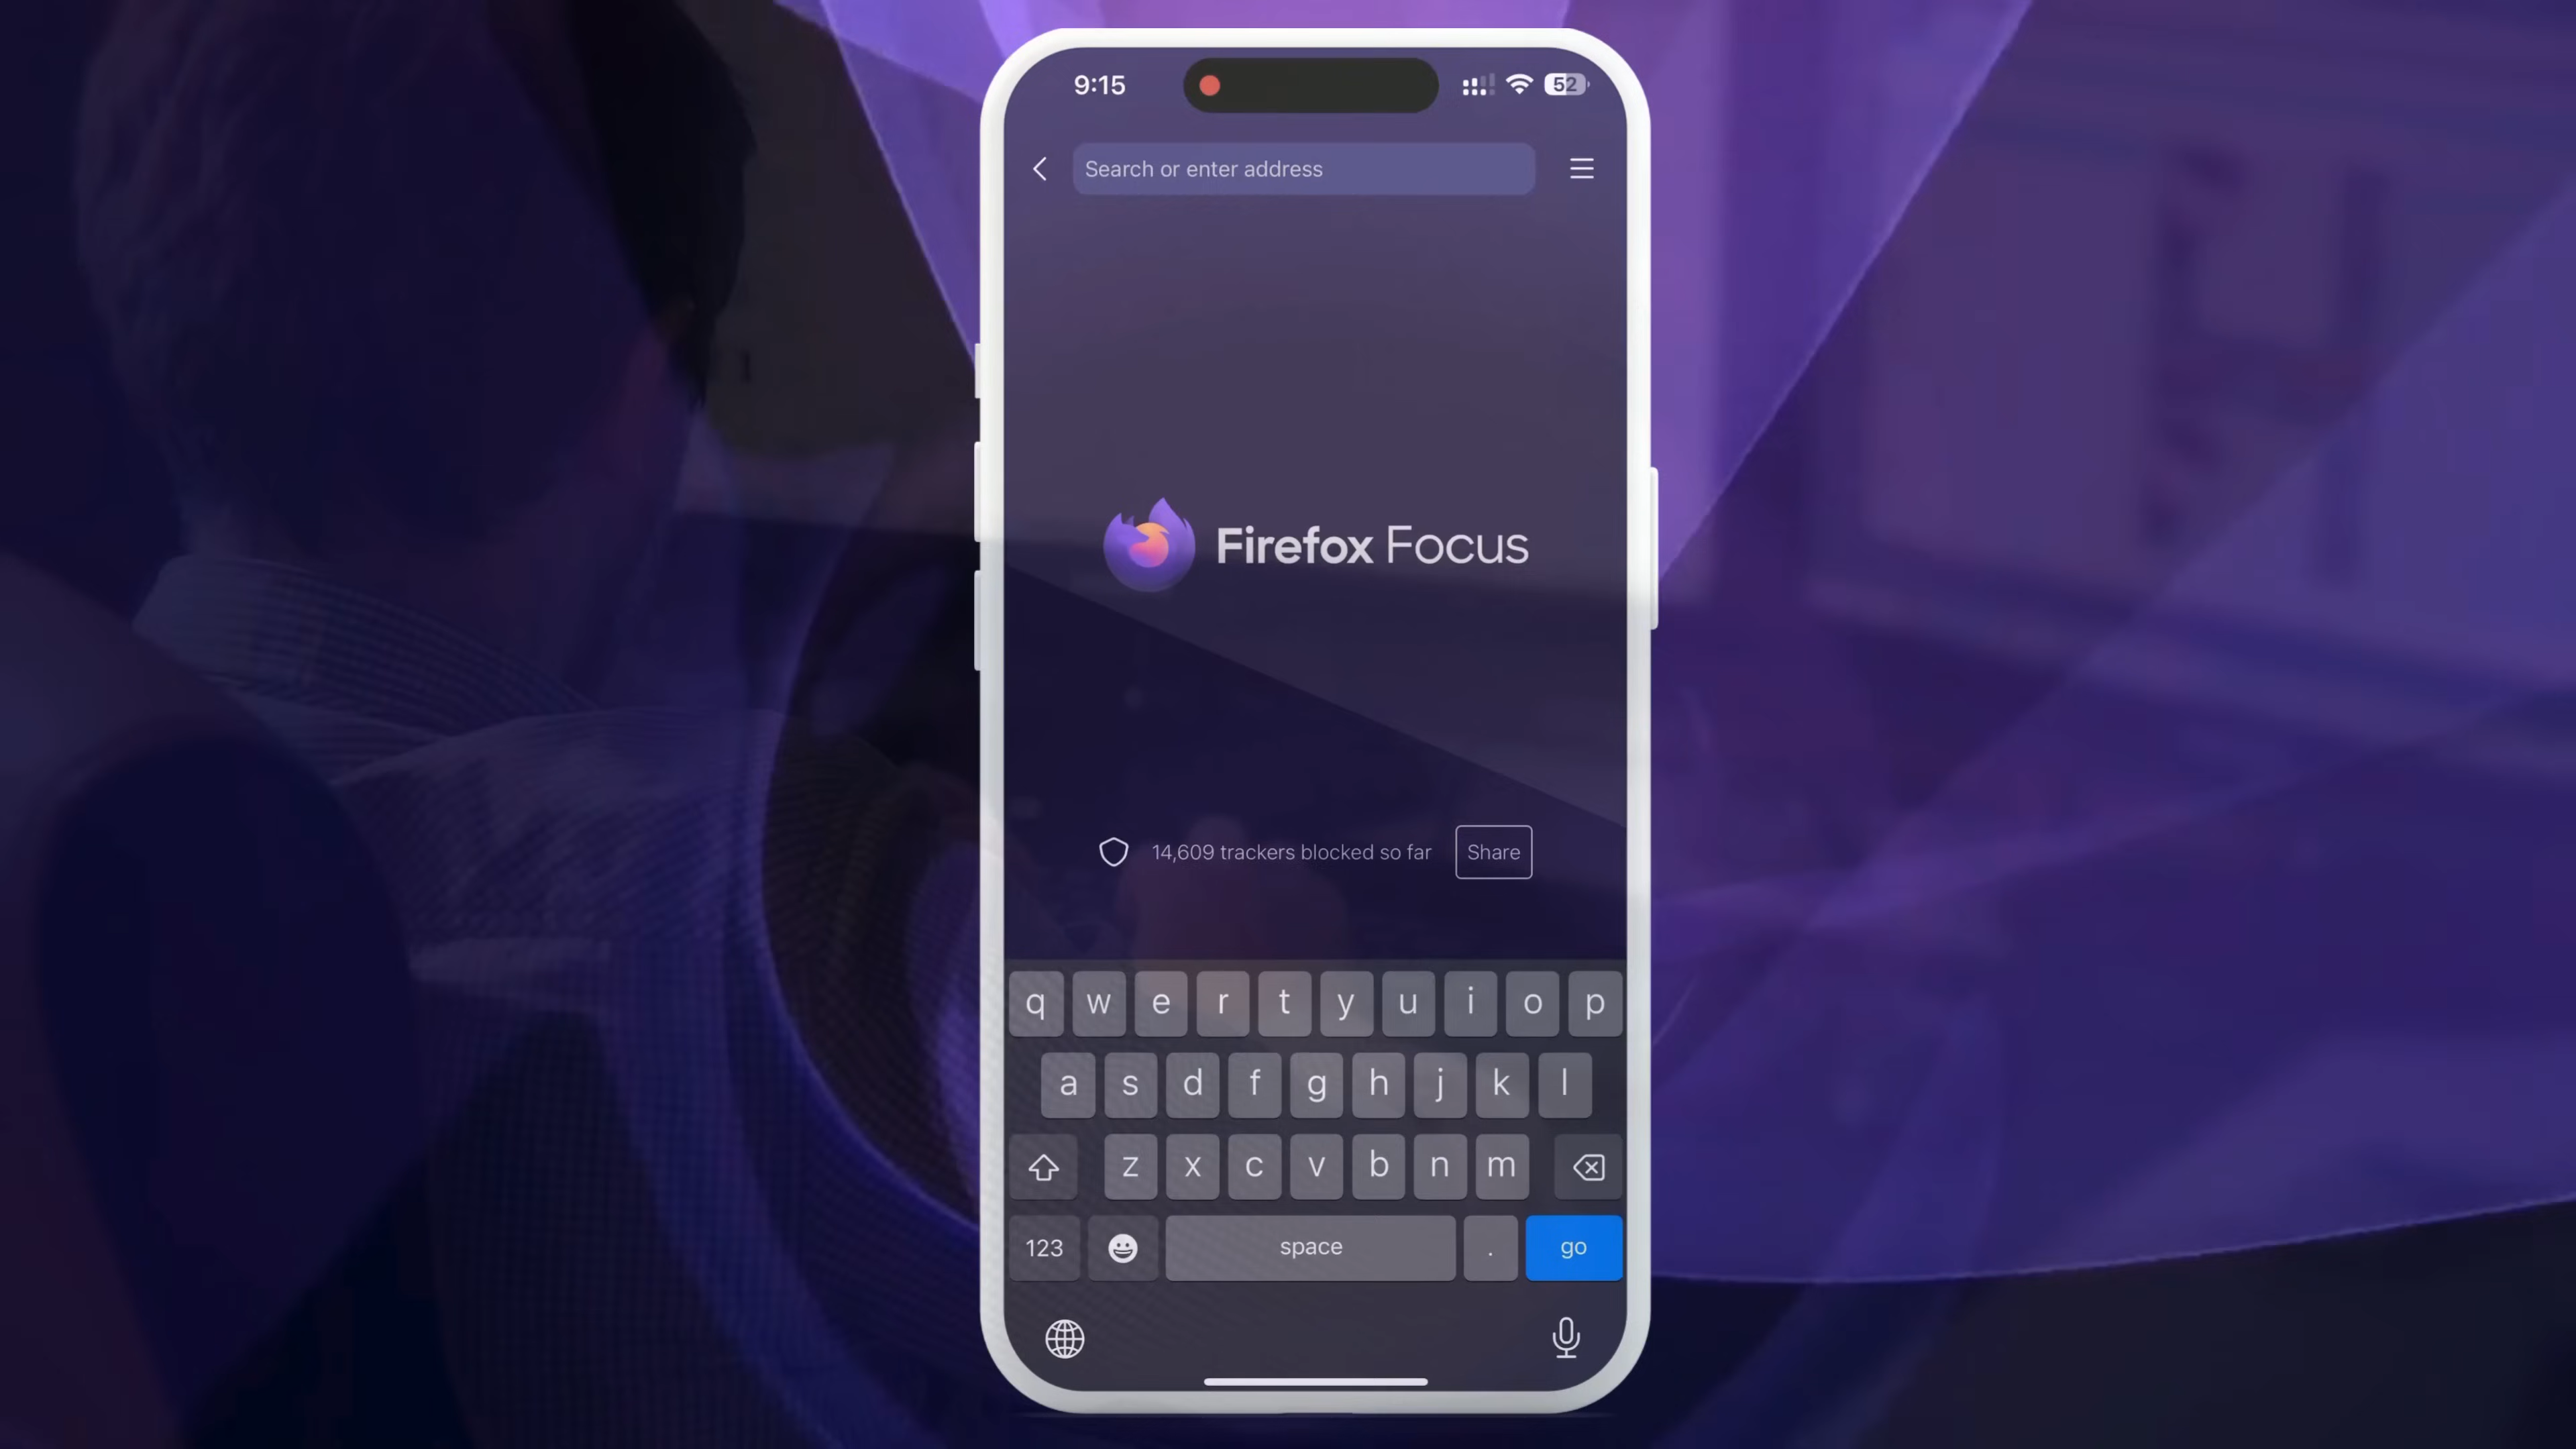 9:15
52
Search or enter address
Firefox Focus
14,609 trackers blocked so far
Share
q w e r t y u i o p
a s d f g h j k l
z x c v b n m
123
space
.
go